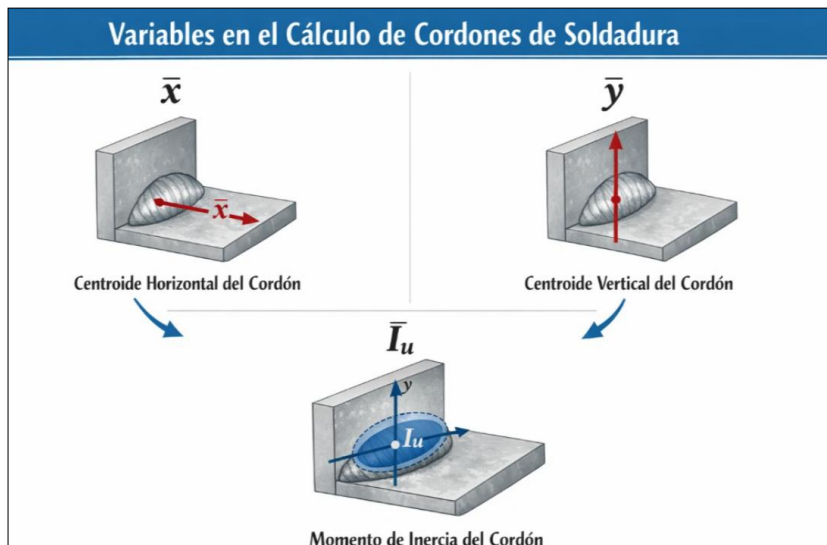 Variables en el Cálculo de Cordones de Soldadura
x̅
y̅
x̅
Centroide Horizontal del Cordón
Centroide Vertical del Cordón
I̅u
y
Iu
Momento de Inercia del Cordón